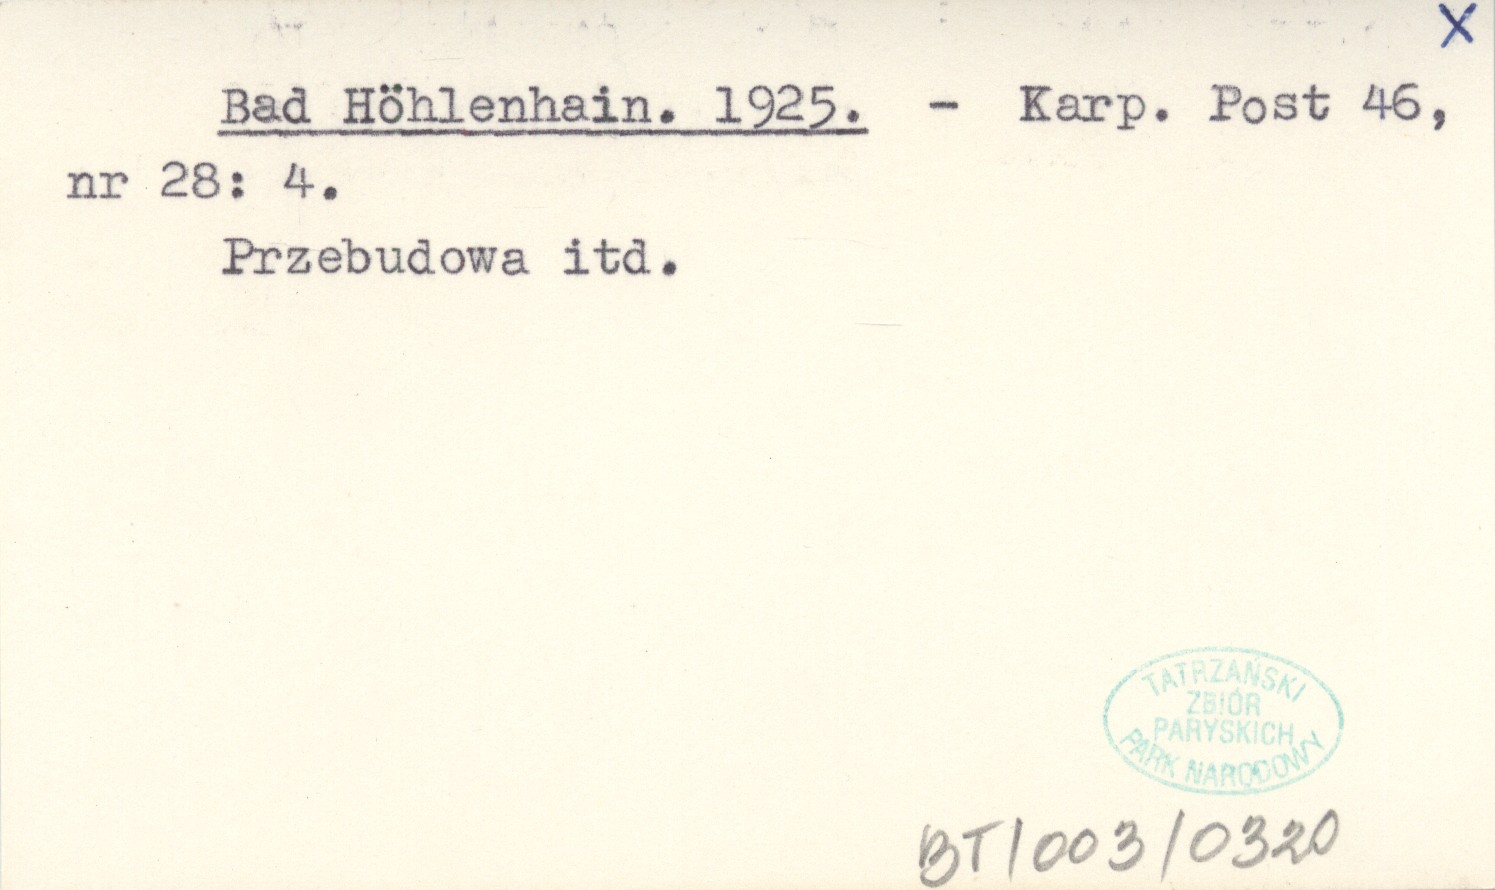 X
Bad Höhlenhain. 1925. - Karp. Post 46,
nr 28: 4.
Przebudowa itd.
TATRZAŃSKI
ZBIÓR
PARYSKICH
PARK NARODOWY
BT/003/0320